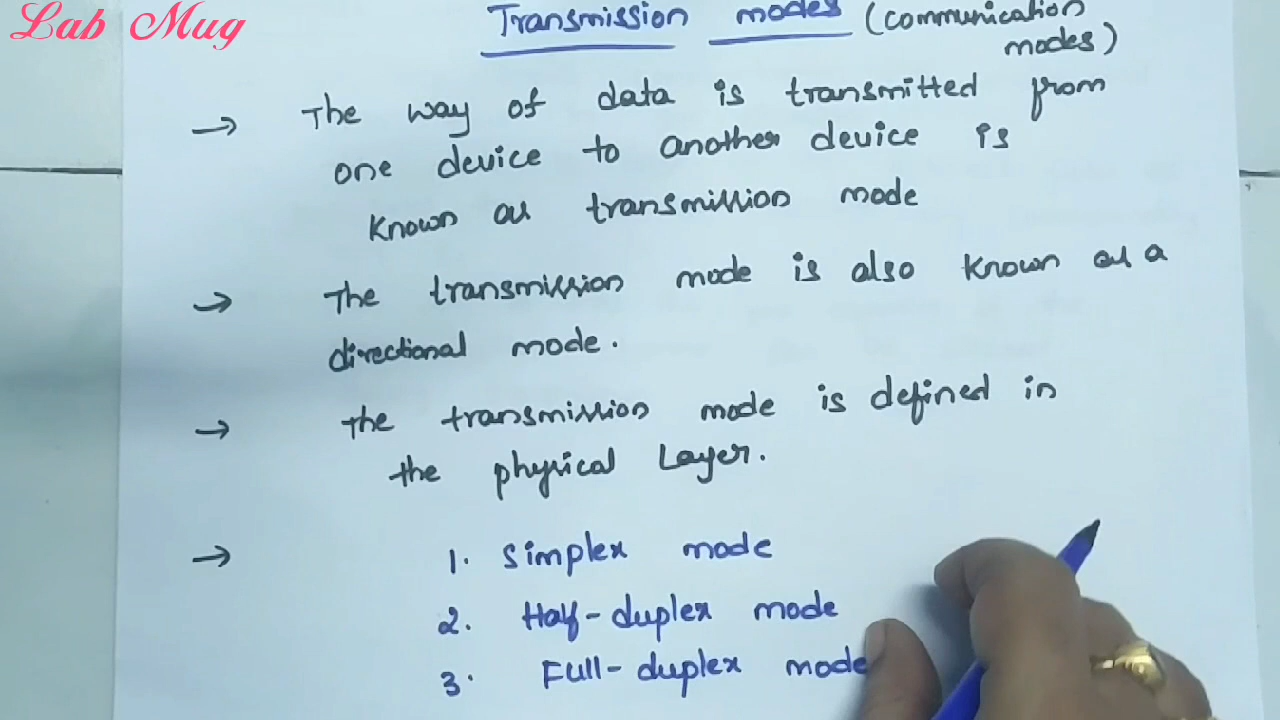 Lab Mug
Transmission modes (communication
modes)
→ The way of data is transmitted from
one device to another device is
known as transmission mode
→ The transmission mode is also known as a
directional mode.
→ the transmission mode is defined in
the physical Layer.
→ 1. Simplex mode
2. Half-duplex mode
3. Full-duplex mode